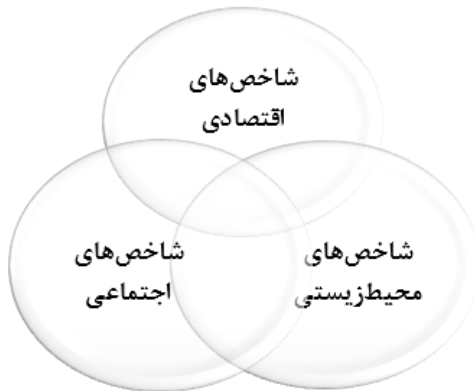 شاخص‌های
اقتصادی
شاخص‌های
محیط‌زیستی
شاخص‌های
اجتماعی